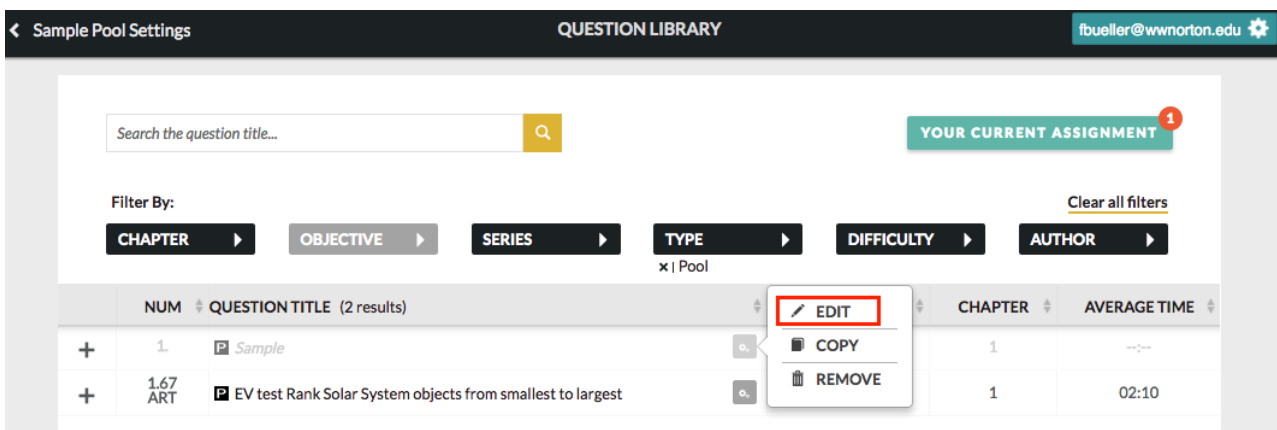 Sample Pool Settings QUESTION LIBRARY fbueller@wwnorton.edu
Search the question title... YOUR CURRENT ASSIGNMENT 1
Filter By: Clear all filters
CHAPTER OBJECTIVE SERIES TYPE DIFFICULTY AUTHOR
× | Pool
NUM QUESTION TITLE (2 results) CHAPTER AVERAGE TIME
EDIT
COPY
REMOVE
1. P Sample 1 --:--
1.67
ART P EV test Rank Solar System objects from smallest to largest 1 02:10